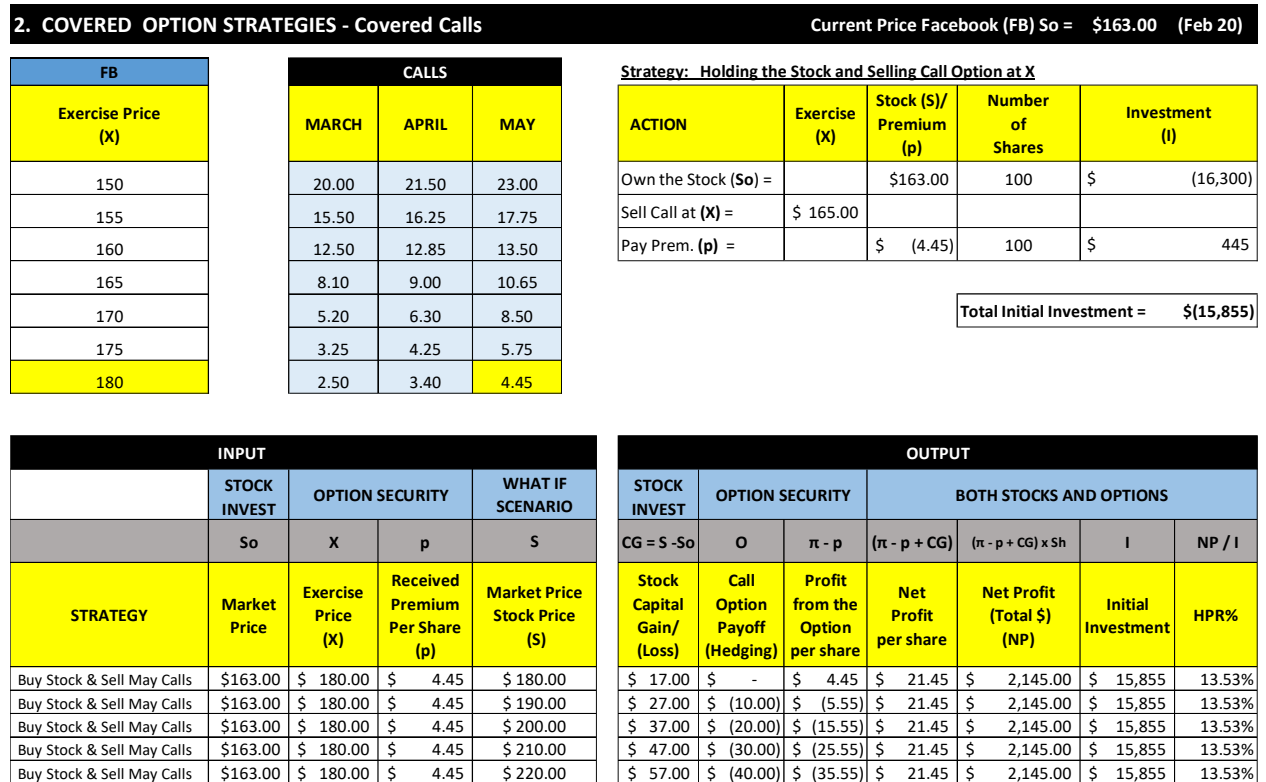 2. COVERED OPTION STRATEGIES - Covered Calls Current Price Facebook (FB) So = $163.00 (Feb 20)
FB CALLS Strategy: Holding the Stock and Selling Call Option at X
Exercise Price (X) MARCH APRIL MAY ACTION Exercise (X) Stock (S)/ Premium (p) Number of Shares Investment (I)
150 20.00 21.50 23.00 Own the Stock (So) = $163.00 100 $ (16,300)
155 15.50 16.25 17.75 Sell Call at (X) = $ 165.00
160 12.50 12.85 13.50 Pay Prem. (p) = $ (4.45) 100 $ 445
165 8.10 9.00 10.65
170 5.20 6.30 8.50 Total Initial Investment = $(15,855)
175 3.25 4.25 5.75
180 2.50 3.40 4.45
INPUT OUTPUT
STOCK INVEST OPTION SECURITY WHAT IF SCENARIO STOCK INVEST OPTION SECURITY BOTH STOCKS AND OPTIONS
So X p S CG = S -So O π - p (π - p + CG) (π - p + CG) x Sh I NP / I
STRATEGY Market Price Exercise Price (X) Received Premium Per Share (p) Market Price Stock Price (S) Stock Capital Gain/ (Loss) Call Option Payoff (Hedging) Profit from the Option per share Net Profit per share Net Profit (Total $) (NP) Initial Investment HPR%
Buy Stock & Sell May Calls $163.00 $ 180.00 $ 4.45 $ 180.00 $ 17.00 $ - $ 4.45 $ 21.45 $ 2,145.00 $ 15,855 13.53%
Buy Stock & Sell May Calls $163.00 $ 180.00 $ 4.45 $ 190.00 $ 27.00 $ (10.00) $ (5.55) $ 21.45 $ 2,145.00 $ 15,855 13.53%
Buy Stock & Sell May Calls $163.00 $ 180.00 $ 4.45 $ 200.00 $ 37.00 $ (20.00) $ (15.55) $ 21.45 $ 2,145.00 $ 15,855 13.53%
Buy Stock & Sell May Calls $163.00 $ 180.00 $ 4.45 $ 210.00 $ 47.00 $ (30.00) $ (25.55) $ 21.45 $ 2,145.00 $ 15,855 13.53%
Buy Stock & Sell May Calls $163.00 $ 180.00 $ 4.45 $ 220.00 $ 57.00 $ (40.00) $ (35.55) $ 21.45 $ 2,145.00 $ 15,855 13.53%